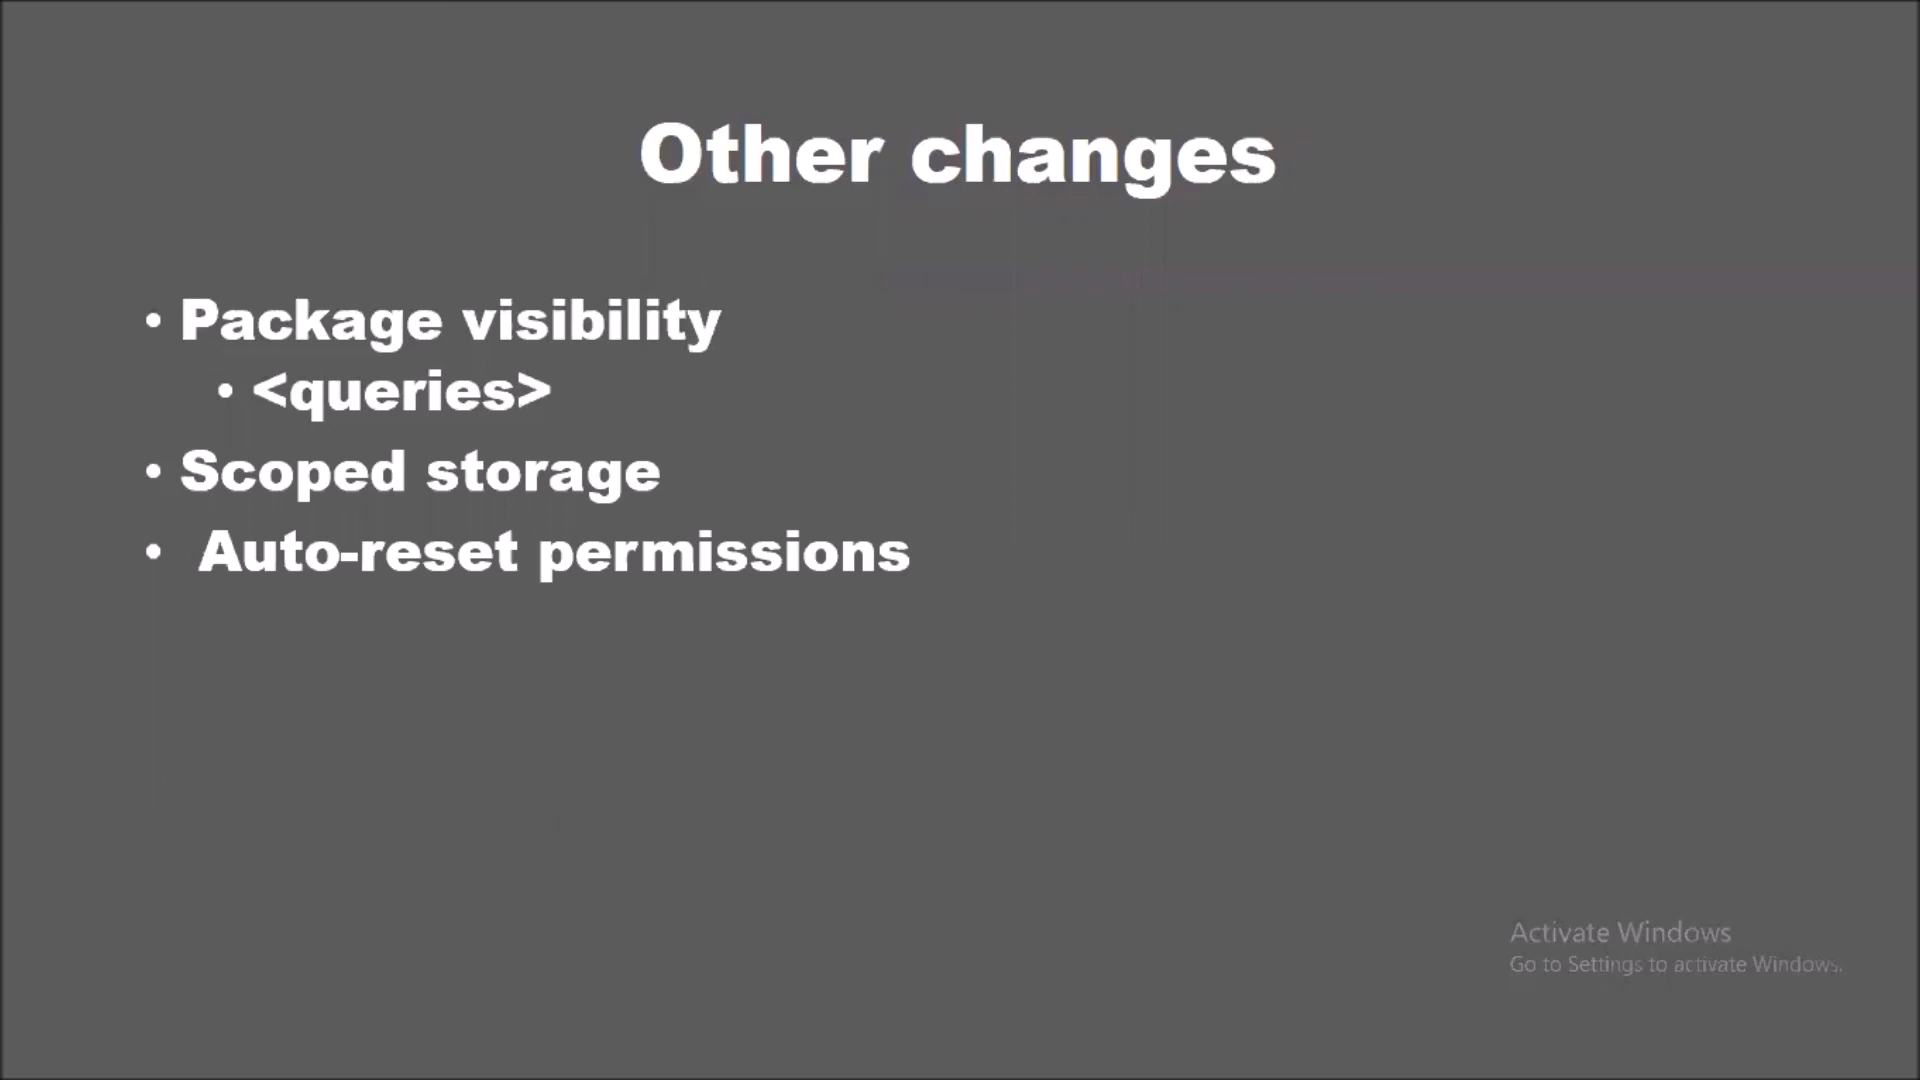 Other changes
• Package visibility
• <queries>
• Scoped storage
• Auto-reset permissions
Activate Windows
Go to Settings to activate Windows.